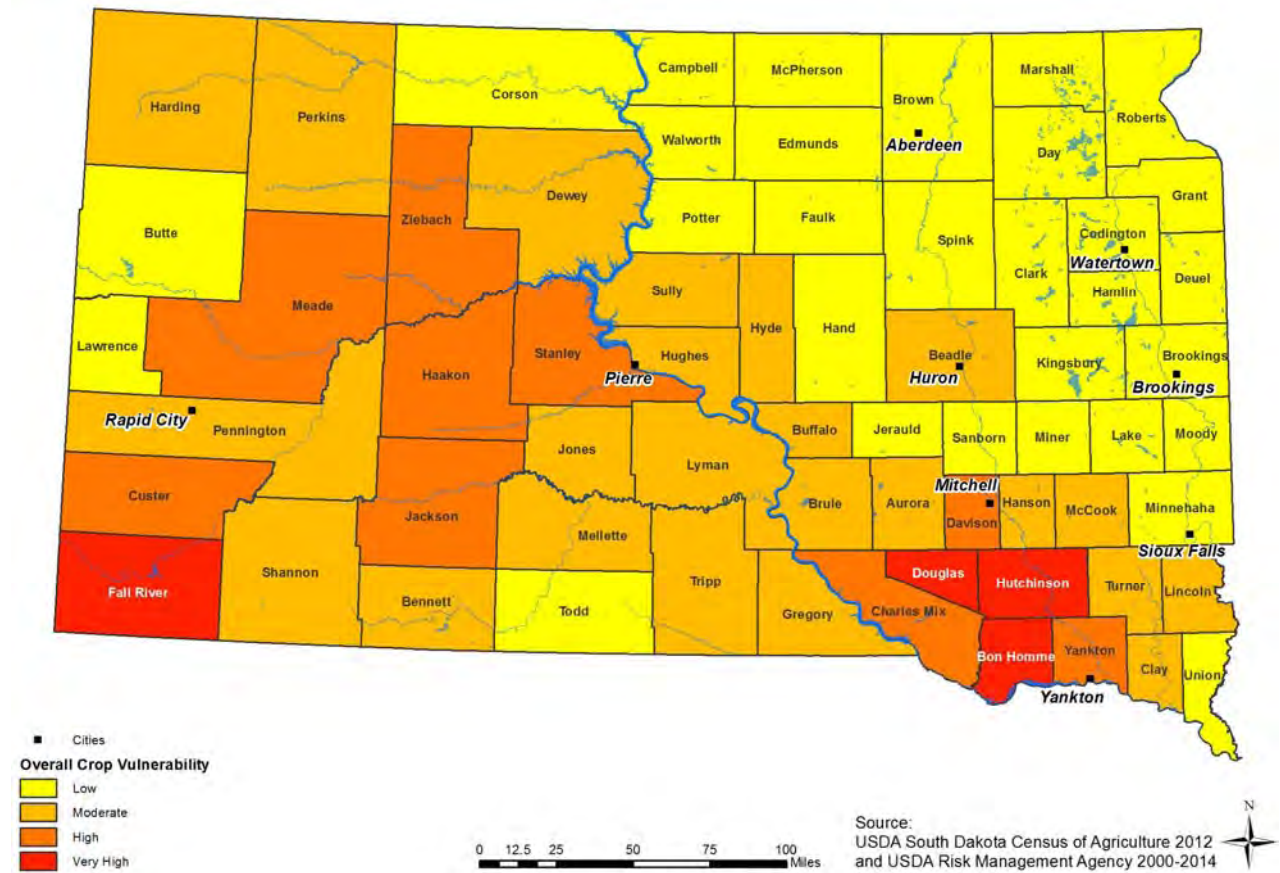 Campbell
McPherson
Marshall
Corson
Brown
Harding
Perkins
Roberts
Walworth
Edmunds
Aberdeen
Day
Dewey
Grant
Ziebach
Potter
Faulk
Butte
Codington
Spink
Watertown
Clark
Deuel
Sully
Hamlin
Meade
Hyde
Hand
Lawrence
Stanley
Hughes
Beadle
Kingsbury
Brookings
Haakon
Pierre
Huron
Brookings
Rapid City
Pennington
Buffalo
Jerauld
Sanborn
Miner
Lake
Moody
Jones
Lyman
Mitchell
Custer
Brule
Aurora
Hanson
McCook
Minnehaha
Jackson
Davison
Mellette
Sioux Falls
Shannon
Douglas
Hutchinson
Fall River
Tripp
Turner
Lincoln
Bennett
Todd
Gregory
Charles Mix
Bon Homme
Yankton
Clay
Union
Yankton
Cities
Overall Crop Vulnerability
Low
Moderate
High
Very High
0 12.5 25 50 75 100
Miles
Source:
USDA South Dakota Census of Agriculture 2012
and USDA Risk Management Agency 2000-2014
N